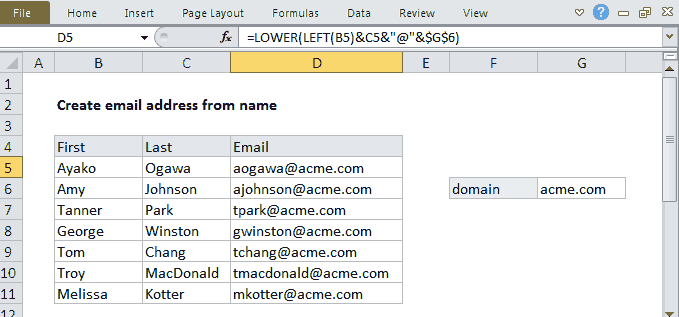 File Home Insert Page Layout Formulas Data Review View
D5 fx =LOWER(LEFT(B5)&C5&"@"&$G$6)
A B C D E F G
1
2 Create email address from name
3
4 First Last Email
5 Ayako Ogawa aogawa@acme.com
6 Amy Johnson ajohnson@acme.com domain acme.com
7 Tanner Park tpark@acme.com
8 George Winston gwinston@acme.com
9 Tom Chang tchang@acme.com
10 Troy MacDonald tmacdonald@acme.com
11 Melissa Kotter mkotter@acme.com
12